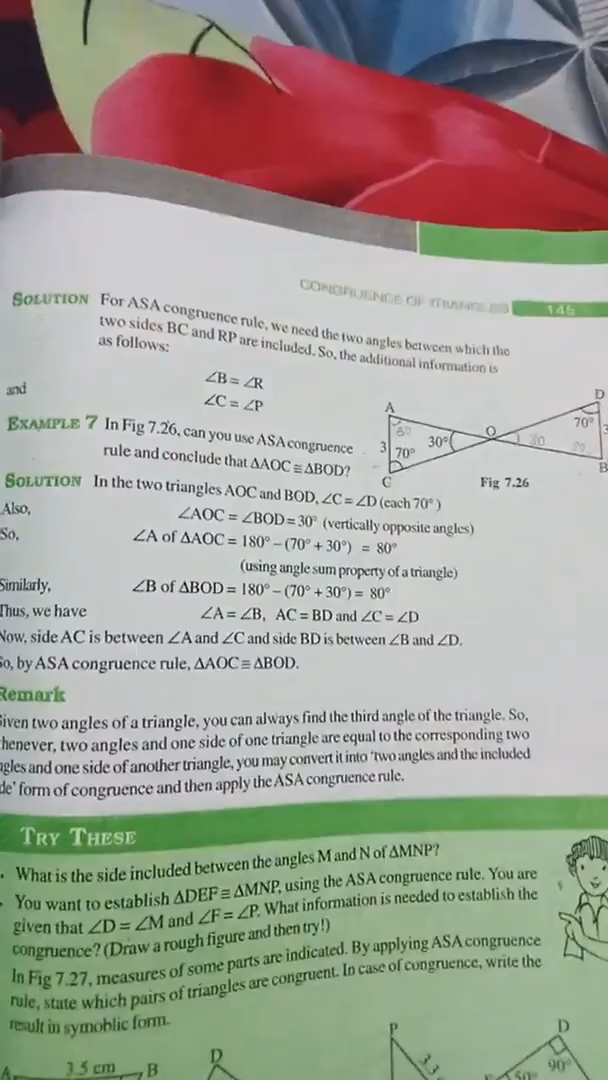 CONGRUENCE OF TRIANGLES 145
SOLUTION For ASA congruence rule, we need the two angles between which the
two sides BC and RP are included. So, the additional information is
as follows:
∠B = ∠R
and
∠C = ∠P
EXAMPLE 7 In Fig 7.26, can you use ASA congruence
rule and conclude that ΔAOC ≅ ΔBOD?
A
D
70°
O
30°
30
3
70°
C
B
Fig 7.26
SOLUTION In the two triangles AOC and BOD, ∠C = ∠D (each 70°)
Also, ∠AOC = ∠BOD = 30° (vertically opposite angles)
So, ∠A of ΔAOC = 180° – (70° + 30°) = 80°
(using angle sum property of a triangle)
Similarly, ∠B of ΔBOD = 180° – (70° + 30°) = 80°
Thus, we have ∠A = ∠B, AC = BD and ∠C = ∠D
Now, side AC is between ∠A and ∠C and side BD is between ∠B and ∠D.
So, by ASA congruence rule, ΔAOC ≅ ΔBOD.
Remark
Given two angles of a triangle, you can always find the third angle of the triangle. So,
henever, two angles and one side of one triangle are equal to the corresponding two
ngles and one side of another triangle, you may convert it into 'two angles and the included
de' form of congruence and then apply the ASA congruence rule.
TRY THESE
. What is the side included between the angles M and N of ΔMNP?
. You want to establish ΔDEF ≅ ΔMNP, using the ASA congruence rule. You are
given that ∠D = ∠M and ∠F = ∠P. What information is needed to establish the
congruence? (Draw a rough figure and then try!)
In Fig 7.27, measures of some parts are indicated. By applying ASA congruence
rule, state which pairs of triangles are congruent. In case of congruence, write the
result in symoblic form.
A 3.5 cm B
D
P
3.3
D
90°
50°